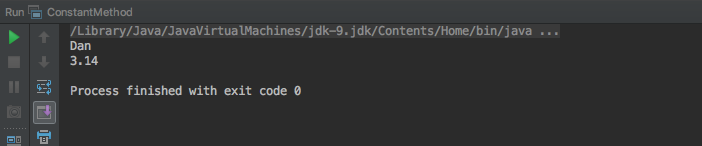 Run ConstantMethod
/Library/Java/JavaVirtualMachines/jdk-9.jdk/Contents/Home/bin/java ...
Dan
3.14
Process finished with exit code 0